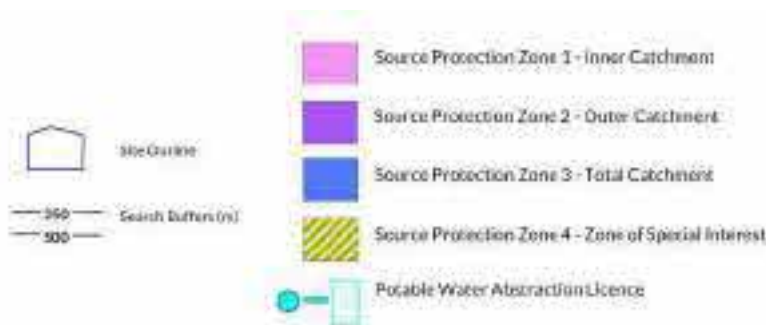 Source Protection Zone 1 - Inner Catchment
Source Protection Zone 2 - Outer Catchment
Site Outline
Source Protection Zone 3 - Total Catchment
250
Search Buffers (m)
500
Source Protection Zone 4 - Zone of Special Interest
Potable Water Abstraction Licence